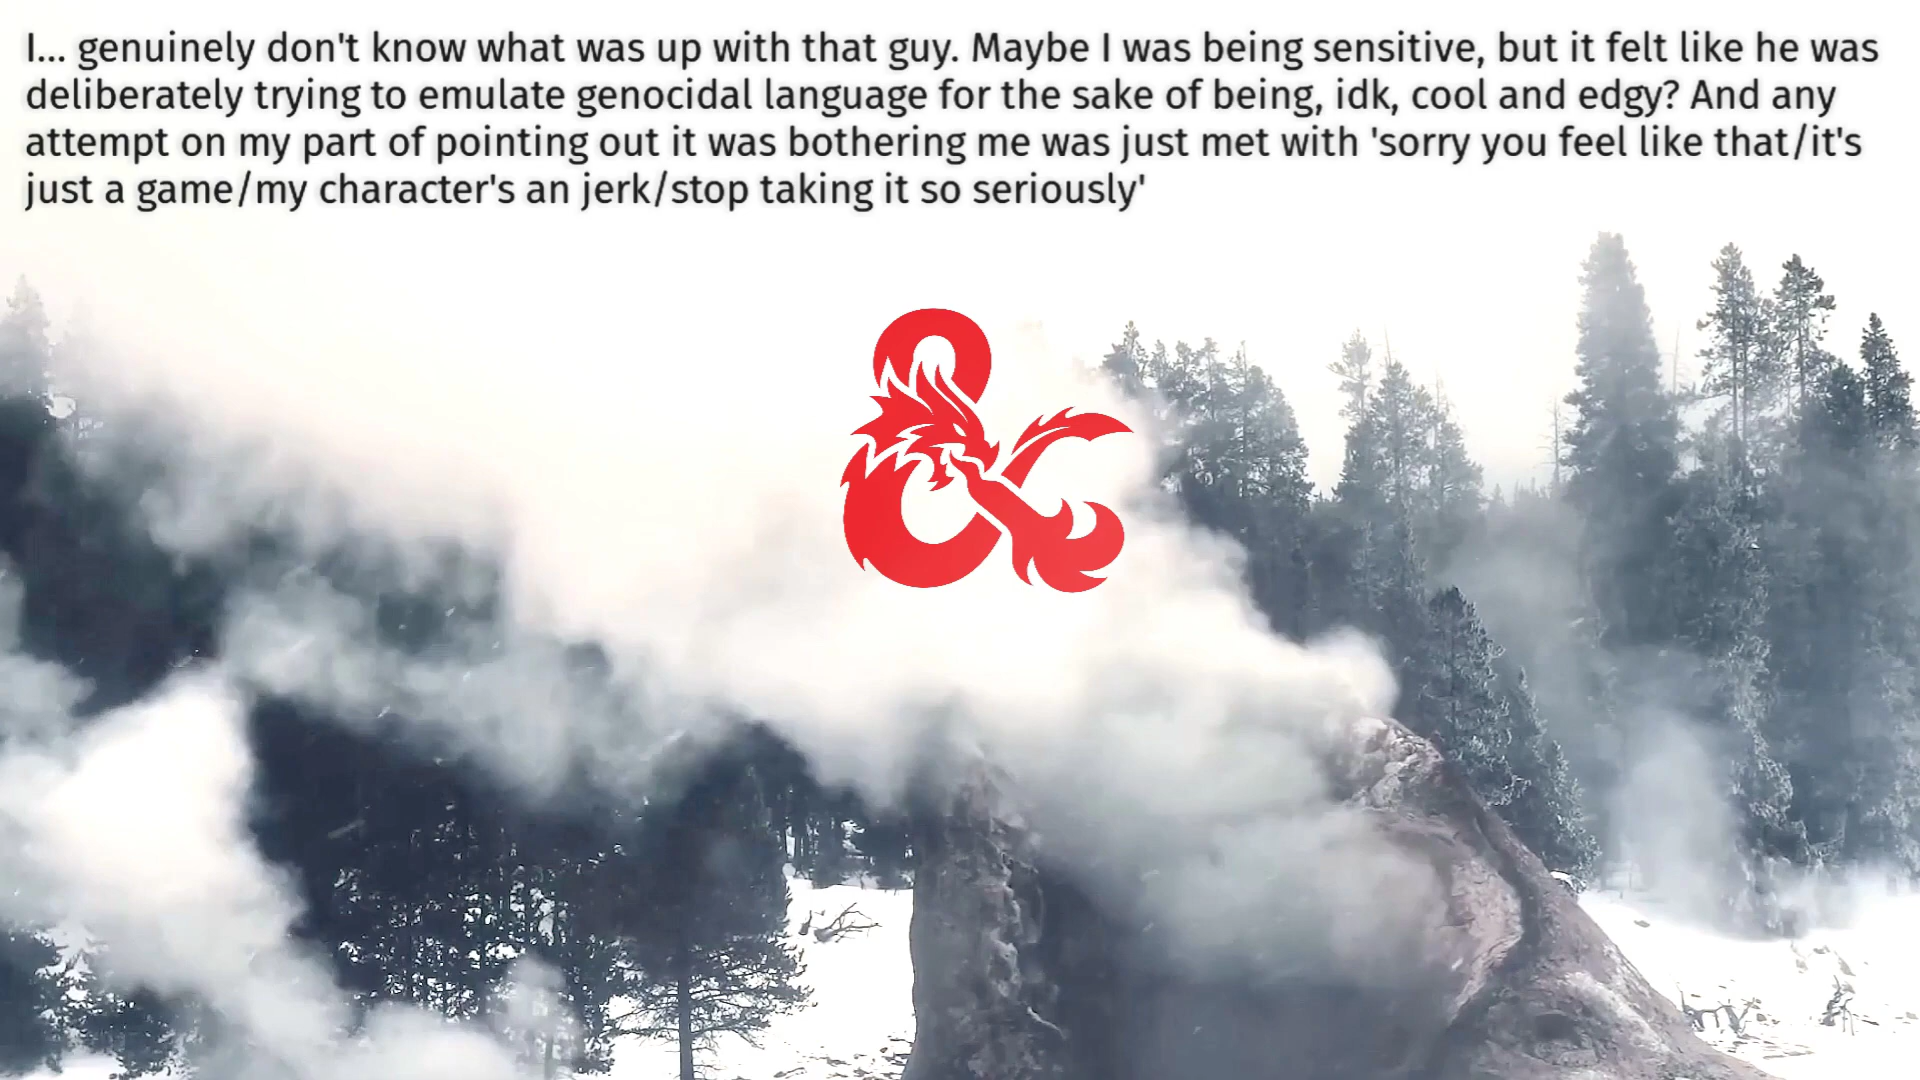 I... genuinely don't know what was up with that guy. Maybe I was being sensitive, but it felt like he was
deliberately trying to emulate genocidal language for the sake of being, idk, cool and edgy? And any
attempt on my part of pointing out it was bothering me was just met with 'sorry you feel like that/it's
just a game/my character's an jerk/stop taking it so seriously'